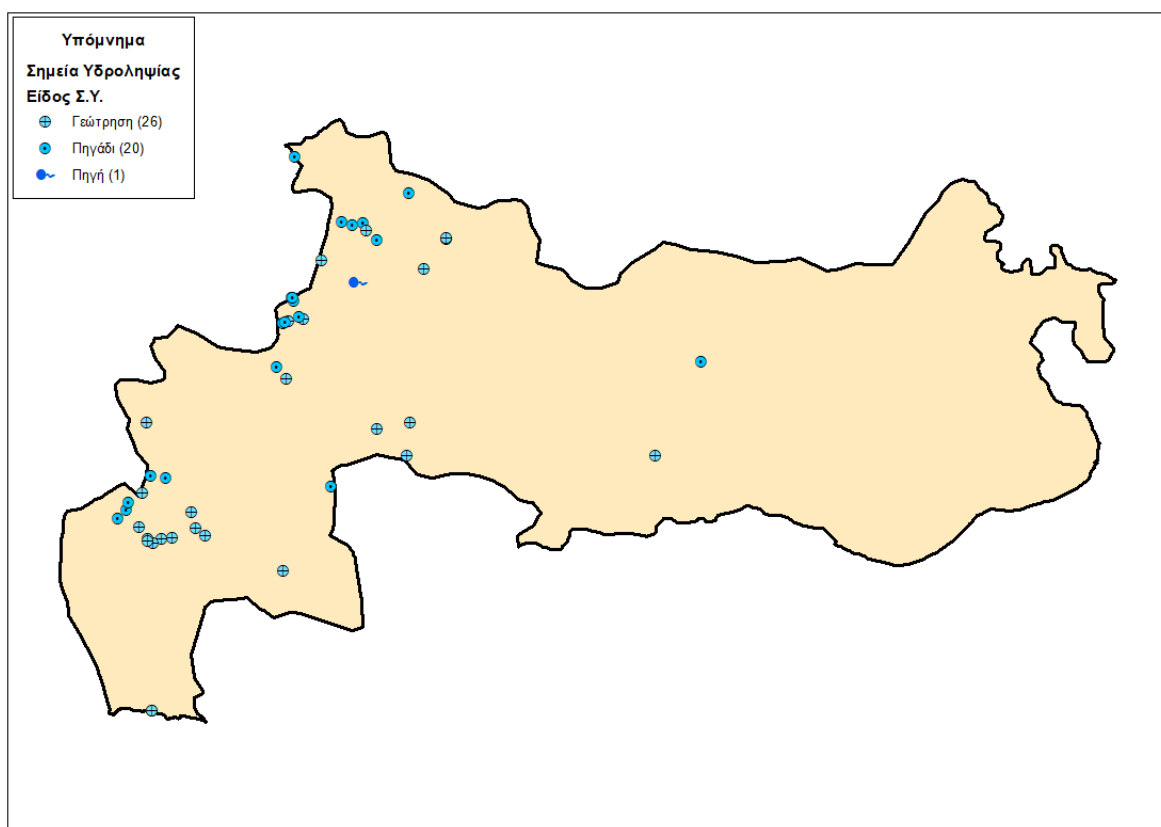 Υπόμνημα
Σημεία Υδροληψίας
Είδος Σ.Υ.
Γεώτρηση (26)
Πηγάδι (20)
Πηγή (1)